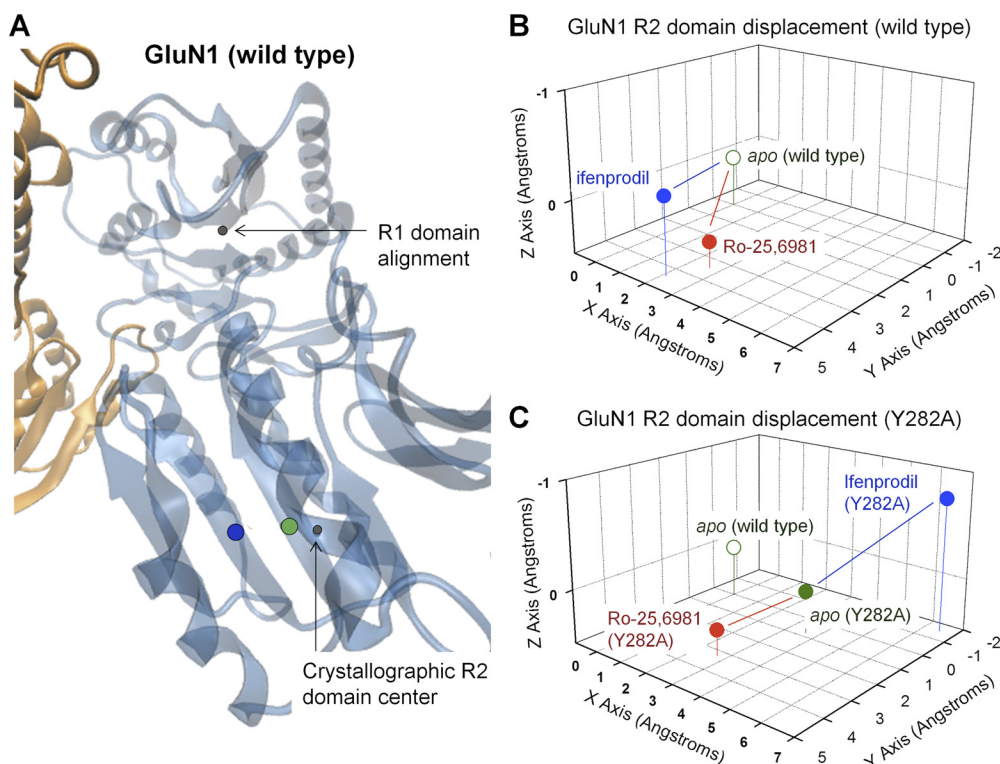 A
GluN1 (wild type)
R1 domain
alignment
Crystallographic R2
domain center
B
GluN1 R2 domain displacement (wild type)
-1
0
Z Axis (Angstroms)
ifenprodil
apo (wild type)
Ro-25,6981
0
1
2
3
4
5
6
7
X Axis (Angstroms)
5
4
3
2
1
0
-1
-2
Y Axis (Angstroms)
C
GluN1 R2 domain displacement (Y282A)
-1
0
Z Axis (Angstroms)
Ifenprodil
(Y282A)
apo (wild type)
Ro-25,6981
(Y282A)
apo (Y282A)
0
1
2
3
4
5
6
7
X Axis (Angstroms)
5
4
3
2
1
0
-1
-2
Y Axis (Angstroms)